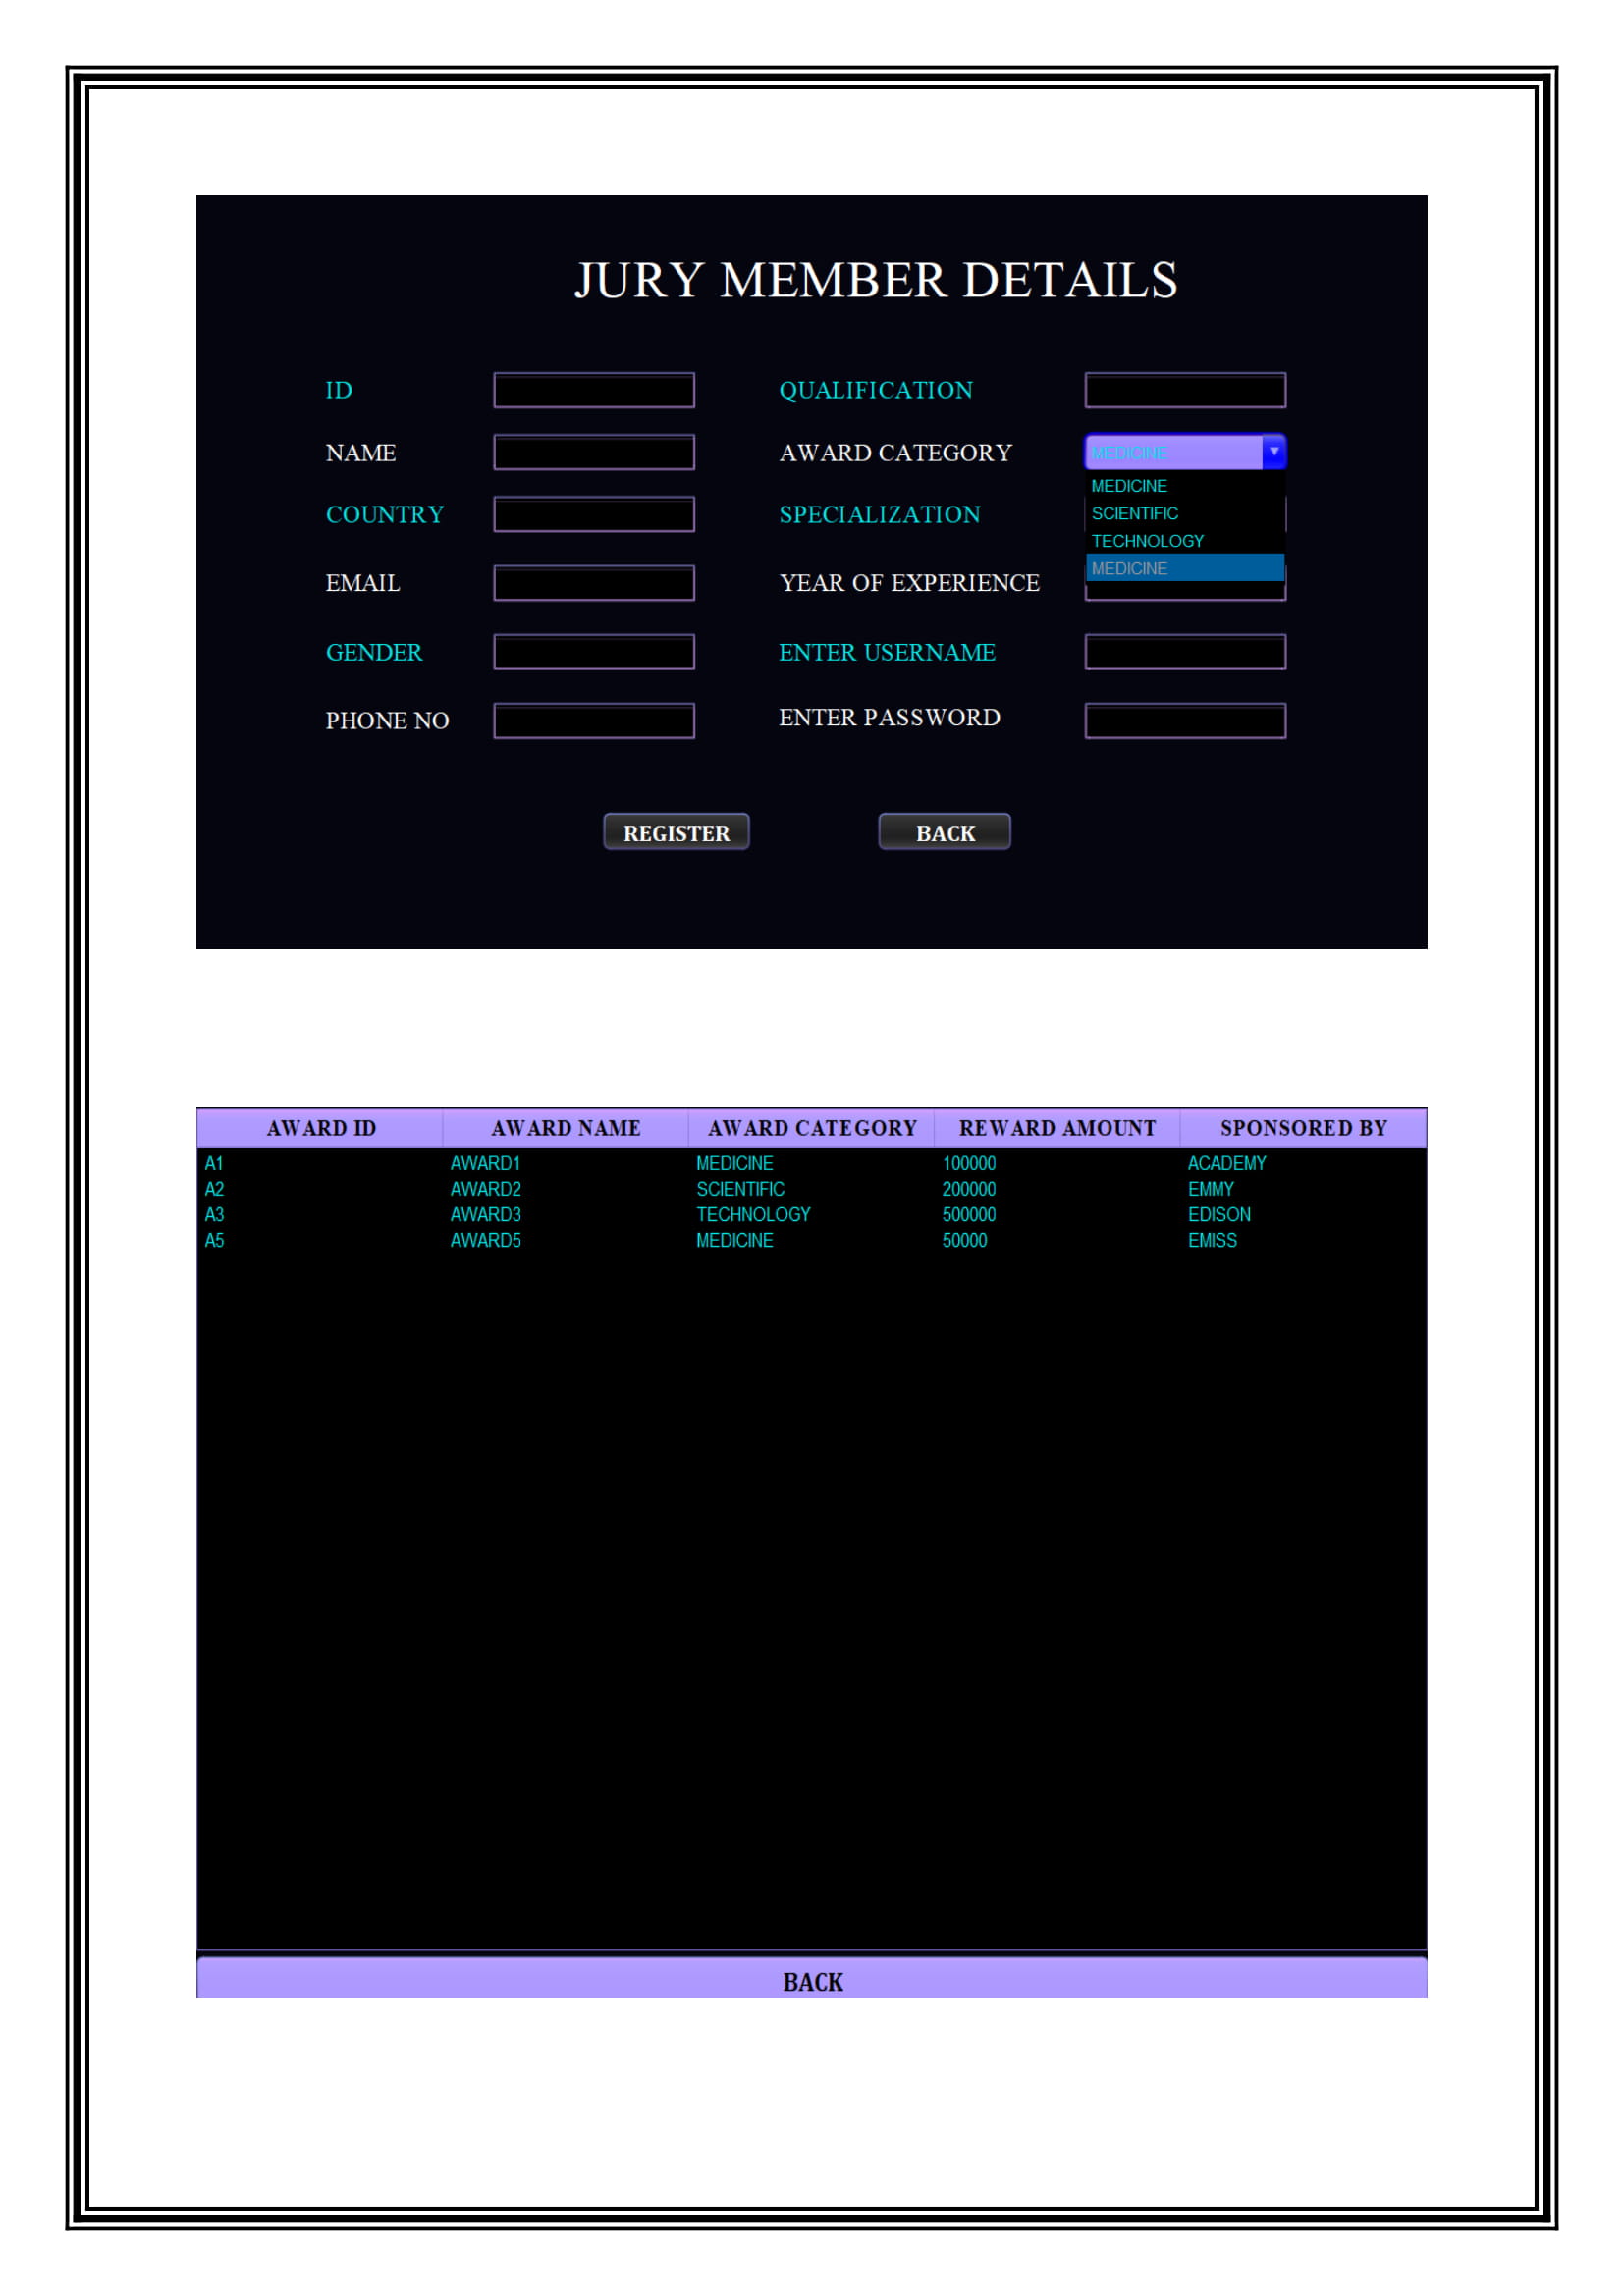 JURY MEMBER DETAILS
ID QUALIFICATION
NAME AWARD CATEGORY MEDICINE
MEDICINE
COUNTRY SPECIALIZATION SCIENTIFIC
TECHNOLOGY
EMAIL YEAR OF EXPERIENCE MEDICINE
GENDER ENTER USERNAME
PHONE NO ENTER PASSWORD
REGISTER BACK
AWARD ID AWARD NAME AWARD CATEGORY REWARD AMOUNT SPONSORED BY
A1 AWARD1 MEDICINE 100000 ACADEMY
A2 AWARD2 SCIENTIFIC 200000 EMMY
A3 AWARD3 TECHNOLOGY 500000 EDISON
A5 AWARD5 MEDICINE 50000 EMISS
BACK